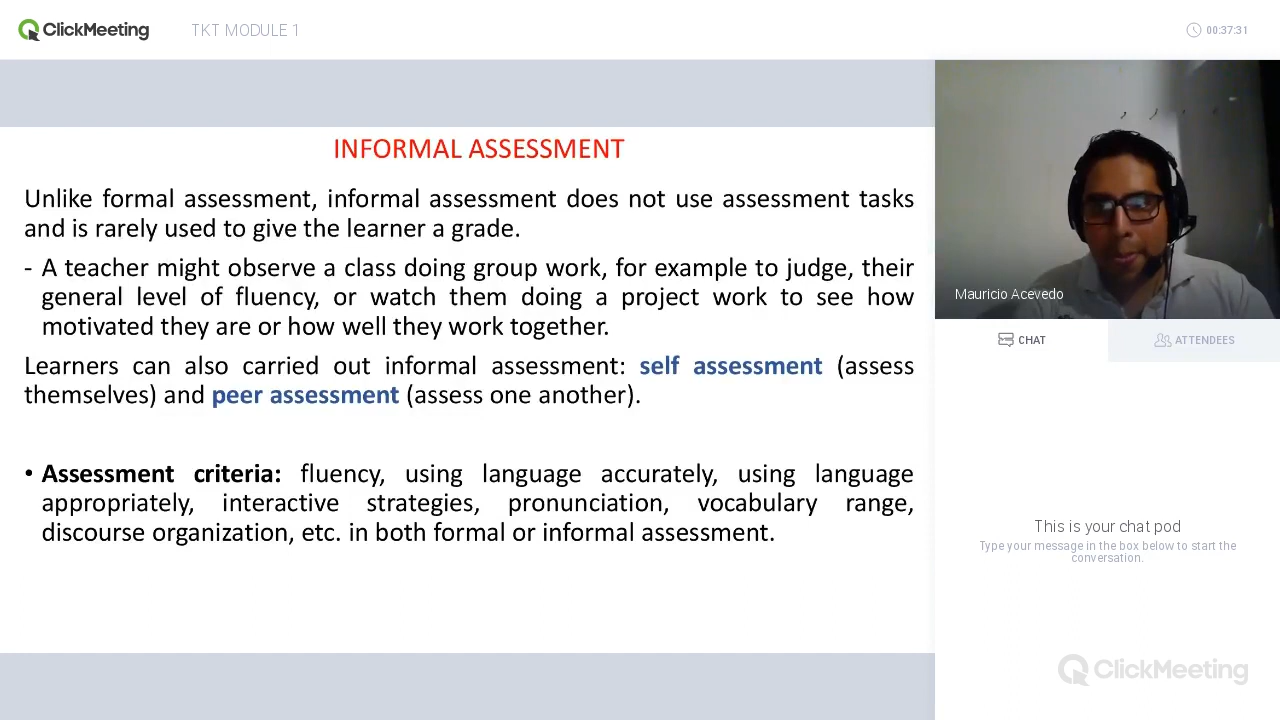 ClickMeeting
TKT MODULE 1
00:37:31
INFORMAL ASSESSMENT
Unlike formal assessment, informal assessment does not use assessment tasks
and is rarely used to give the learner a grade.
- A teacher might observe a class doing group work, for example to judge, their
general level of fluency, or watch them doing a project work to see how
motivated they are or how well they work together.
Learners can also carried out informal assessment: self assessment (assess
themselves) and peer assessment (assess one another).
• Assessment criteria: fluency, using language accurately, using language
appropriately, interactive strategies, pronunciation, vocabulary range,
discourse organization, etc. in both formal or informal assessment.
Mauricio Acevedo
CHAT
ATTENDEES
This is your chat pod
Type your message in the box below to start the
conversation.
ClickMeeting